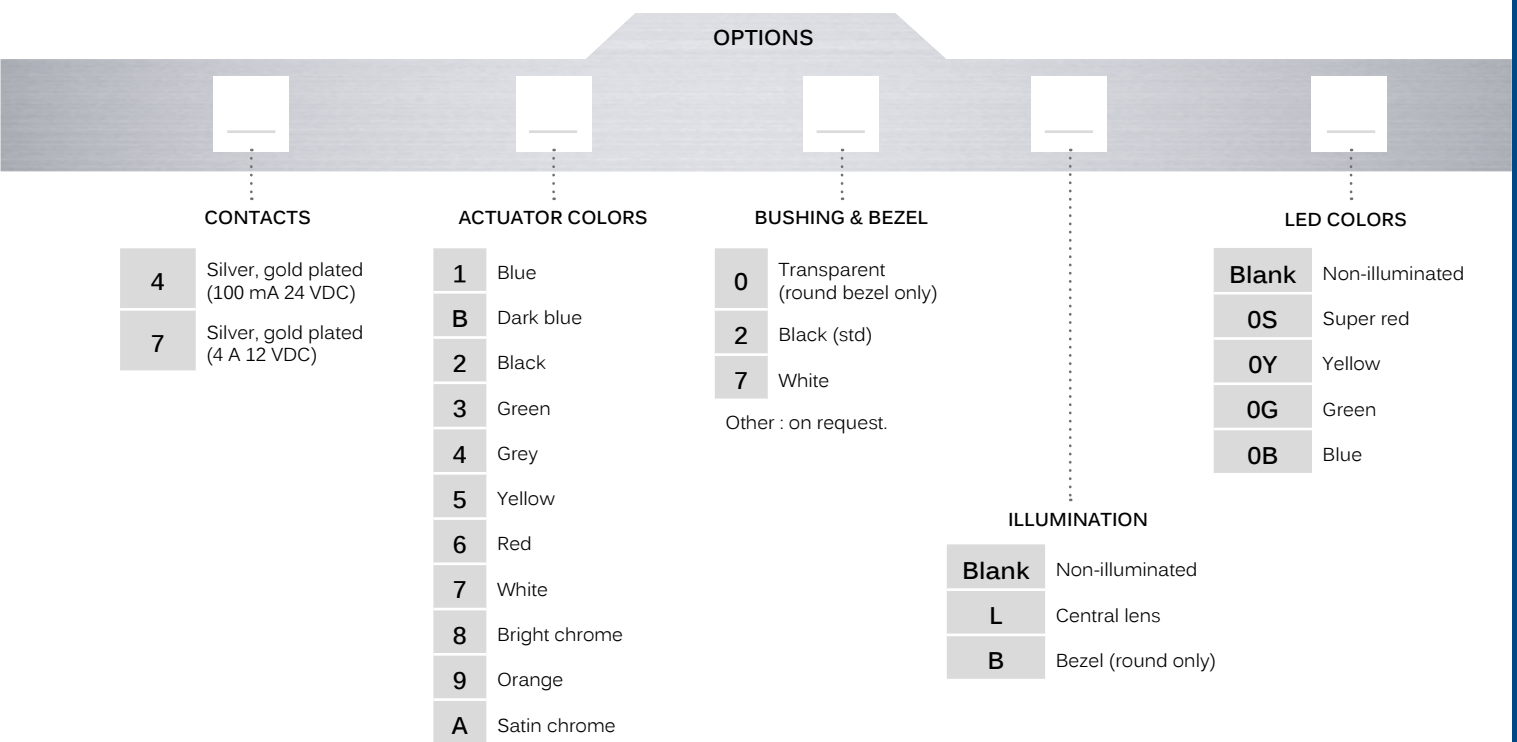 OPTIONS
CONTACTS
4 Silver, gold plated
(100 mA 24 VDC)
7 Silver, gold plated
(4 A 12 VDC)
ACTUATOR COLORS
1 Blue
B Dark blue
2 Black
3 Green
4 Grey
5 Yellow
6 Red
7 White
8 Bright chrome
9 Orange
A Satin chrome
BUSHING & BEZEL
0 Transparent
(round bezel only)
2 Black (std)
7 White
Other : on request.
ILLUMINATION
Blank Non-illuminated
L Central lens
B Bezel (round only)
LED COLORS
Blank Non-illuminated
0S Super red
0Y Yellow
0G Green
0B Blue